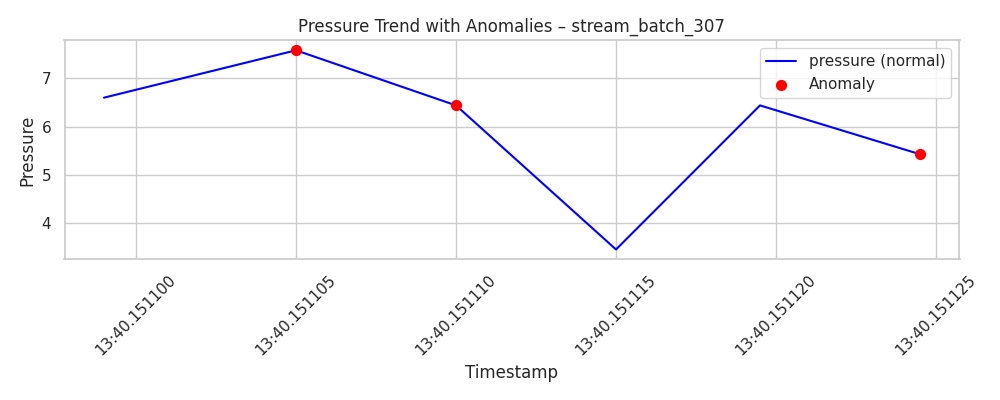 Pressure Trend with Anomalies – stream_batch_307
pressure (normal)
Anomaly
Pressure
7
6
5
4
13:40.151100
13:40.151105
13:40.151110
13:40.151115
13:40.151120
13:40.151125
Timestamp